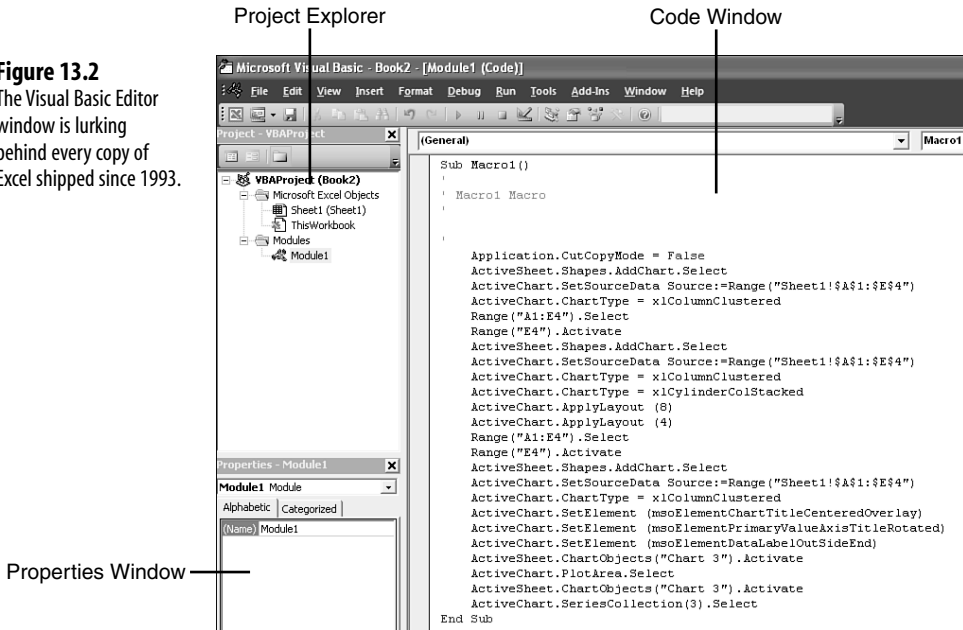 Project Explorer
Code Window
Figure 13.2
The Visual Basic Editor
window is lurking
behind every copy of
Excel shipped since 1993.
Microsoft Visual Basic - Book2 - [Module1 (Code)]
File Edit View Insert Format Debug Run Tools Add-Ins Window Help
Project - VBAProject
VBAProject (Book2)
Microsoft Excel Objects
Sheet1 (Sheet1)
ThisWorkbook
Modules
Module1
Properties - Module1
Module1 Module
Alphabetic Categorized
(Name) Module1
Properties Window
(General)
Macro1
Sub Macro1()
'
' Macro1 Macro
'
'
Application.CutCopyMode = False
ActiveSheet.Shapes.AddChart.Select
ActiveChart.SetSourceData Source:=Range("Sheet1!$A$1:$E$4")
ActiveChart.ChartType = xlColumnClustered
Range("A1:E4").Select
Range("E4").Activate
ActiveSheet.Shapes.AddChart.Select
ActiveChart.SetSourceData Source:=Range("Sheet1!$A$1:$E$4")
ActiveChart.ChartType = xlColumnClustered
ActiveChart.ChartType = xlCylinderColStacked
ActiveChart.ApplyLayout (8)
ActiveChart.ApplyLayout (4)
Range("A1:E4").Select
Range("E4").Activate
ActiveSheet.Shapes.AddChart.Select
ActiveChart.SetSourceData Source:=Range("Sheet1!$A$1:$E$4")
ActiveChart.ChartType = xlColumnClustered
ActiveChart.SetElement (msoElementChartTitleCenteredOverlay)
ActiveChart.SetElement (msoElementPrimaryValueAxisTitleRotated)
ActiveChart.SetElement (msoElementDataLabelOutSideEnd)
ActiveSheet.ChartObjects("Chart 3").Activate
ActiveChart.PlotArea.Select
ActiveSheet.ChartObjects("Chart 3").Activate
ActiveChart.SeriesCollection(3).Select
End Sub